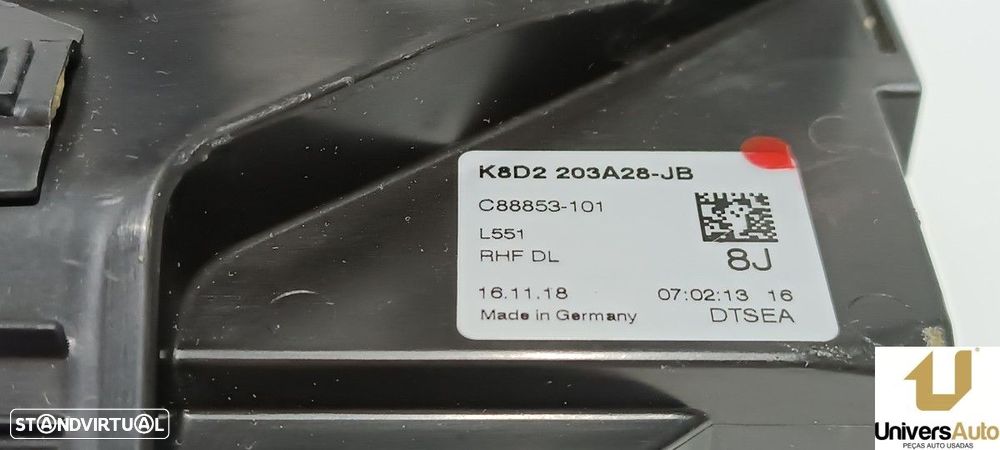 K8D2 203A28-JB
C88853-101
L551
RHF DL
8J
16.11.18 07:02:13 16
Made in Germany DTSEA
STANDVIRTUAL
UniversAuto
PEÇAS AUTO USADAS